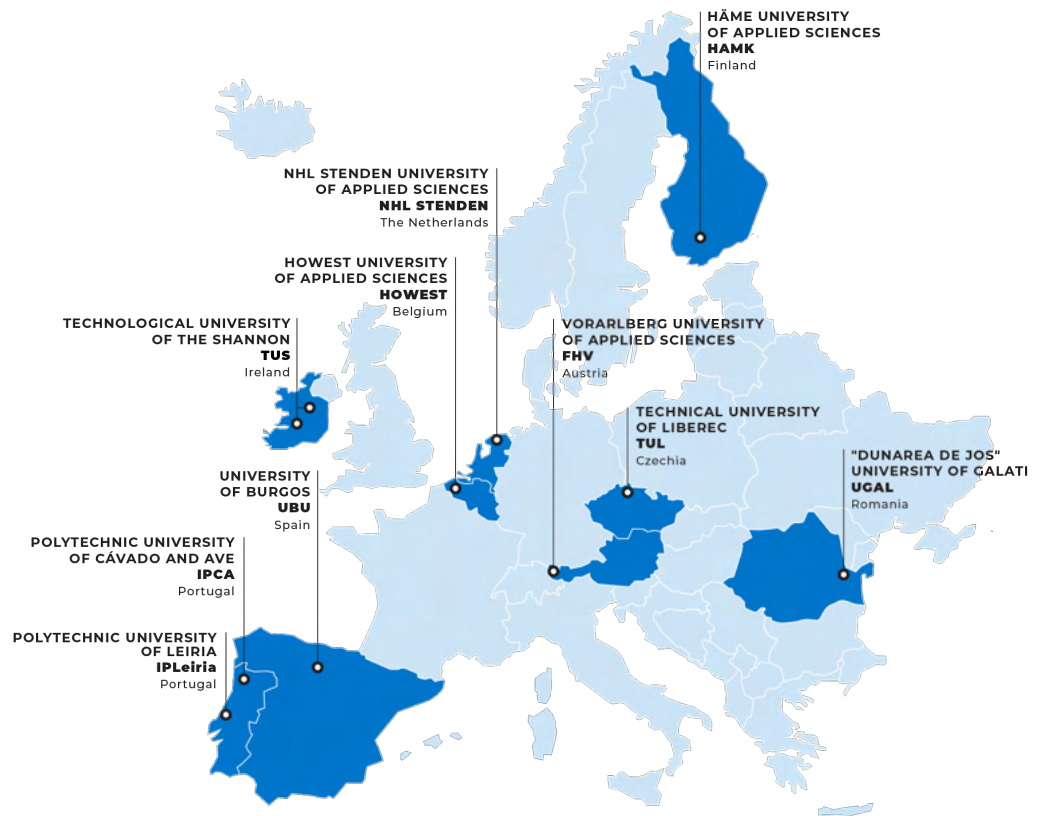 HÄME UNIVERSITY
OF APPLIED SCIENCES
HAMK
Finland
NHL STENDEN UNIVERSITY
OF APPLIED SCIENCES
NHL STENDEN
The Netherlands
HOWEST UNIVERSITY
OF APPLIED SCIENCES
HOWEST
Belgium
TECHNOLOGICAL UNIVERSITY
OF THE SHANNON
TUS
Ireland
VORARLBERG UNIVERSITY
OF APPLIED SCIENCES
FHV
Austria
TECHNICAL UNIVERSITY
OF LIBEREC
TUL
Czechia
"DUNAREA DE JOS"
UNIVERSITY OF GALATI
UGAL
Romania
UNIVERSITY
OF BURGOS
UBU
Spain
POLYTECHNIC UNIVERSITY
OF CÁVADO AND AVE
IPCA
Portugal
POLYTECHNIC UNIVERSITY
OF LEIRIA
IPLeiria
Portugal